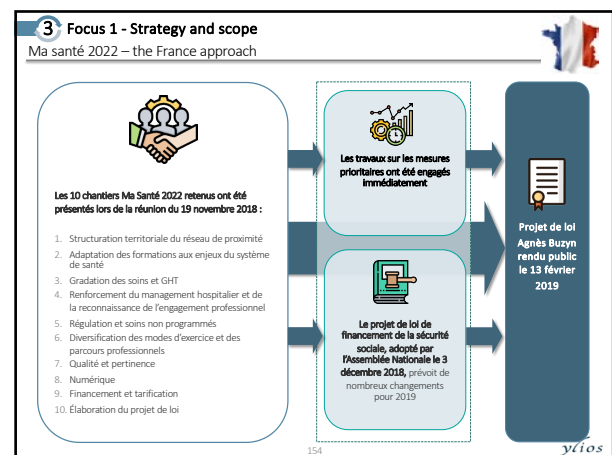 3 Focus 1 - Strategy and scope
Ma santé 2022 – the France approach
Les 10 chantiers Ma Santé 2022 retenus ont été
présentés lors de la réunion du 19 novembre 2018 :
1. Structuration territoriale du réseau de proximité
2. Adaptation des formations aux enjeux du système
de santé
3. Gradation des soins et GHT
4. Renforcement du management hospitalier et de
la reconnaissance de l'engagement professionnel
5. Régulation et soins non programmés
6. Diversification des modes d'exercice et des
parcours professionnels
7. Qualité et pertinence
8. Numérique
9. Financement et tarification
10. Élaboration du projet de loi
Les travaux sur les mesures
prioritaires ont été engagés
immédiatement
Le projet de loi de
financement de la sécurité
sociale, adopté par
l'Assemblée Nationale le 3
décembre 2018, prévoit de
nombreux changements
pour 2019
Projet de loi
Agnès Buzyn
rendu public
le 13 février
2019
154
ylios